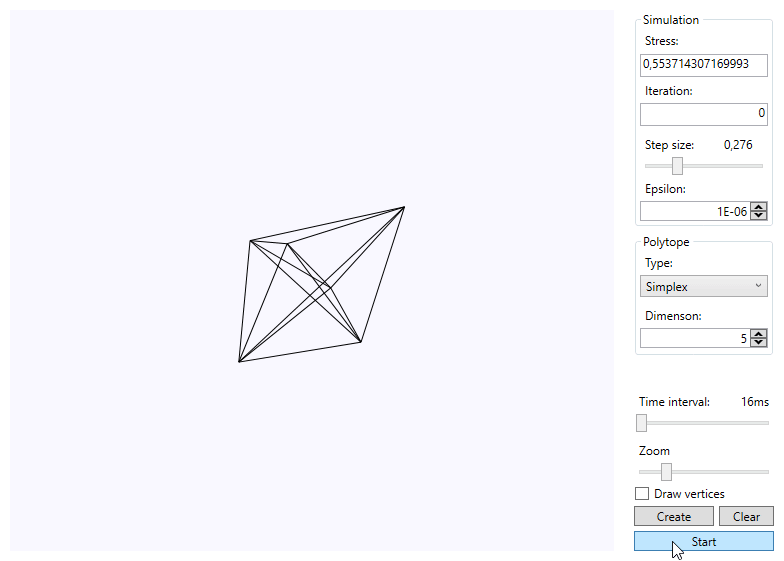 Simulation
Stress:
0,553714307169993
Iteration:
0
Step size: 0,276
Epsilon:
1E-06
Polytope
Type:
Simplex
Dimenson:
5
Time interval: 16ms
Zoom
Draw vertices
Create Clear
Start